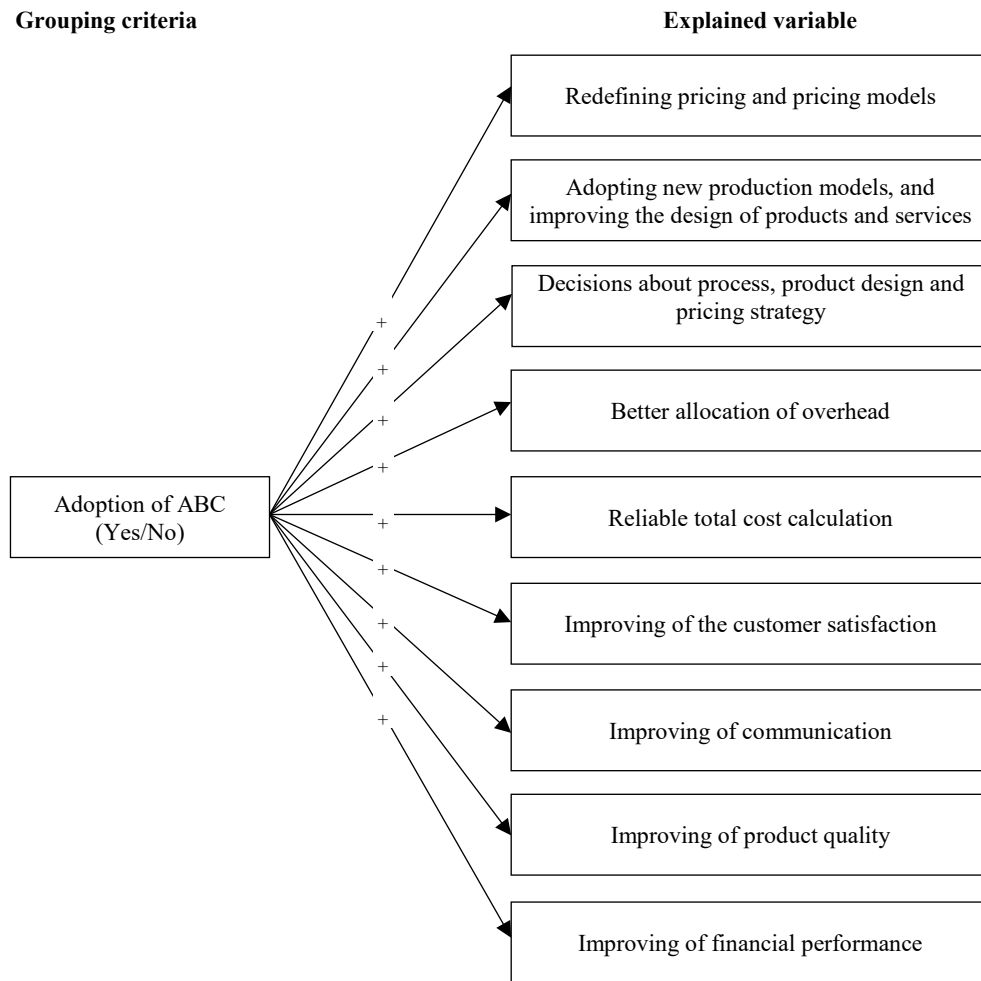 Grouping criteria
Explained variable
Redefining pricing and pricing models
Adopting new production models, and
improving the design of products and services
Decisions about process, product design and
pricing strategy
Better allocation of overhead
Adoption of ABC
(Yes/No)
Reliable total cost calculation
Improving of the customer satisfaction
Improving of communication
Improving of product quality
Improving of financial performance
+
+
+
+
+
+
+
+
+